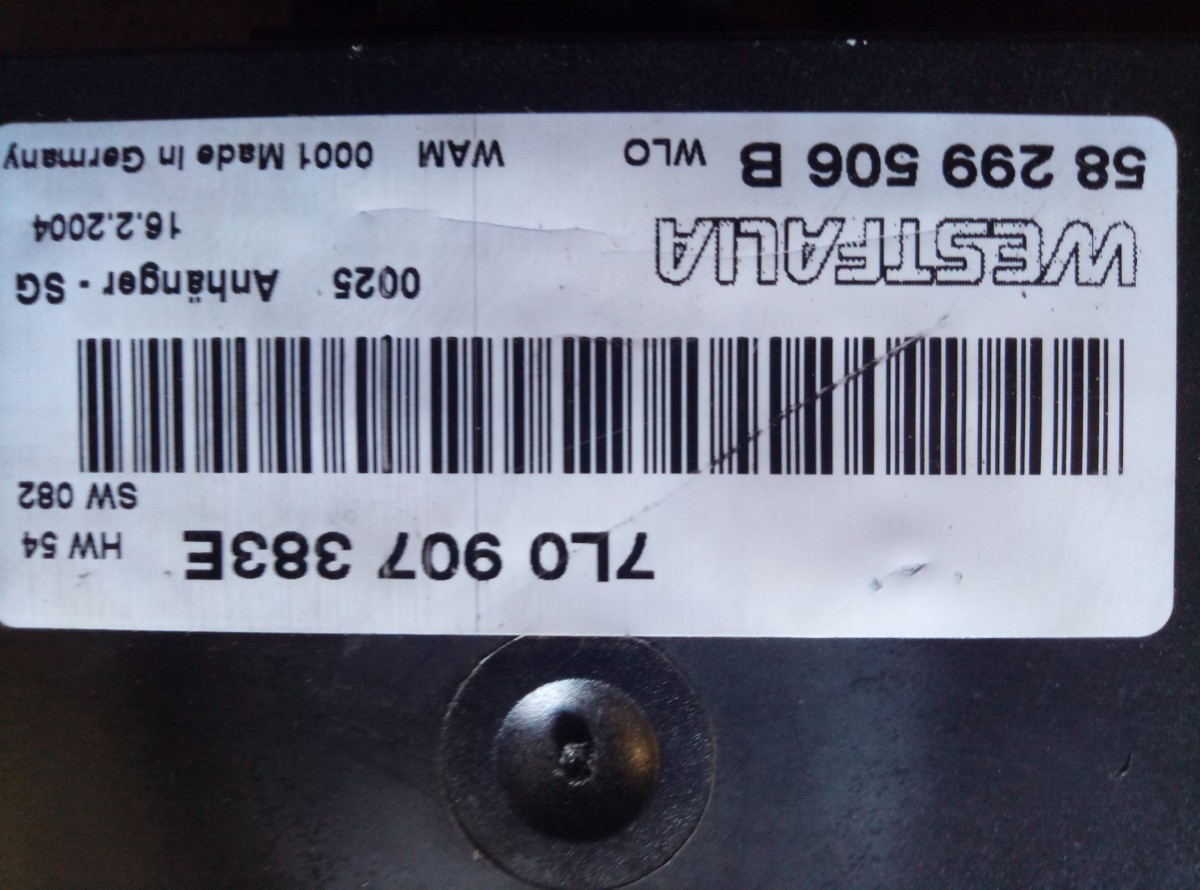 7L0 907 383E HW 54
SW 082
0025 Anhänger - SG
WESTFALIA 16.2.2004
58 299 506 B WLO WAM 0001 Made In Germany